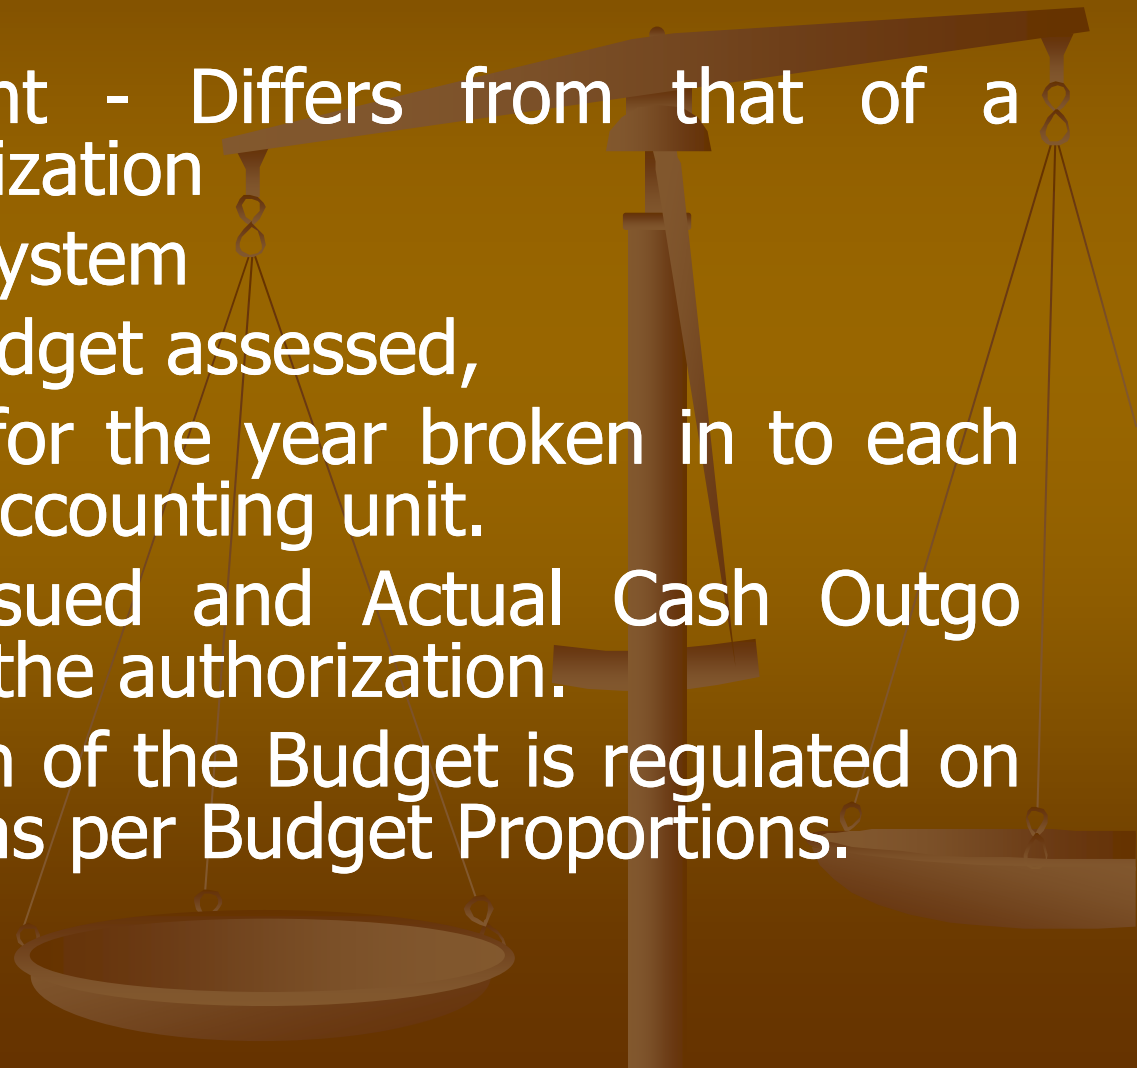 nt - Differs from that of a
ization
ystem
dget assessed,
for the year broken in to each
ccounting unit.
sued and Actual Cash Outgo
the authorization.
n of the Budget is regulated on
as per Budget Proportions.